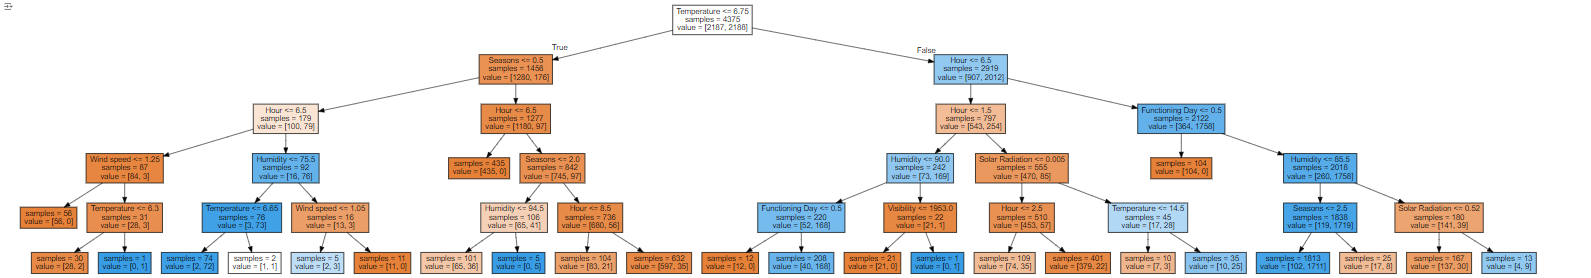 Temperature <= 6.75
samples = 4375
value = [2187, 2188]
True
False
Seasons <= 0.5
samples = 1456
value = [1280, 176]
Hour <= 6.5
samples = 2919
value = [907, 2012]
Hour <= 6.5
samples = 179
value = [100, 79]
Hour <= 6.5
samples = 1277
value = [1180, 97]
Hour <= 1.5
samples = 797
value = [543, 254]
Functioning Day <= 0.5
samples = 2122
value = [364, 1758]
Wind speed <= 1.25
samples = 87
value = [84, 3]
Humidity <= 75.5
samples = 92
value = [16, 76]
samples = 435
value = [435, 0]
Seasons <= 2.0
samples = 842
value = [745, 97]
Humidity <= 90.0
samples = 242
value = [73, 169]
Solar Radiation <= 0.005
samples = 555
value = [470, 85]
samples = 104
value = [104, 0]
Humidity <= 85.5
samples = 2018
value = [260, 1758]
samples = 56
value = [56, 0]
Temperature <= 6.3
samples = 31
value = [28, 3]
Temperature <= 6.65
samples = 76
value = [3, 73]
Wind speed <= 1.05
samples = 16
value = [13, 3]
Humidity <= 94.5
samples = 106
value = [65, 41]
Hour <= 8.5
samples = 736
value = [680, 56]
Functioning Day <= 0.5
samples = 220
value = [52, 168]
Visibility <= 1953.0
samples = 22
value = [21, 1]
Hour <= 2.5
samples = 510
value = [453, 57]
Temperature <= 14.5
samples = 45
value = [17, 28]
Seasons <= 2.5
samples = 1838
value = [119, 1719]
Solar Radiation <= 0.52
samples = 180
value = [141, 39]
samples = 30
value = [28, 2]
samples = 1
value = [0, 1]
samples = 74
value = [2, 72]
samples = 2
value = [1, 1]
samples = 5
value = [2, 3]
samples = 11
value = [11, 0]
samples = 101
value = [65, 36]
samples = 5
value = [0, 5]
samples = 104
value = [83, 21]
samples = 632
value = [597, 35]
samples = 12
value = [12, 0]
samples = 208
value = [40, 168]
samples = 21
value = [21, 0]
samples = 1
value = [0, 1]
samples = 109
value = [74, 35]
samples = 401
value = [379, 22]
samples = 10
value = [7, 3]
samples = 35
value = [10, 25]
samples = 1813
value = [102, 1711]
samples = 25
value = [17, 8]
samples = 167
value = [137, 30]
samples = 13
value = [4, 9]